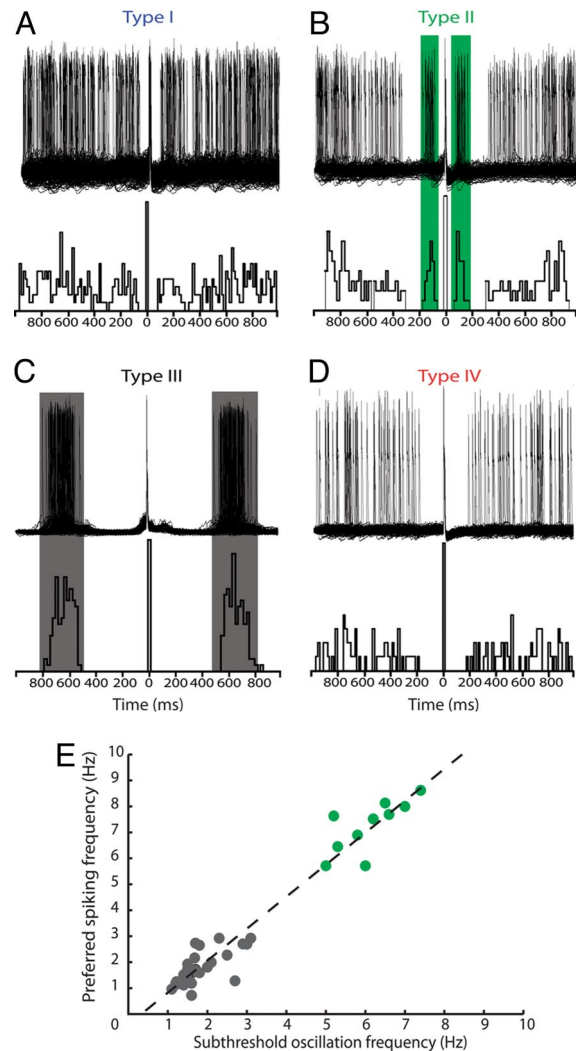 A
Type I
B
Type II
800 600 400 200 0 200 400 600 800
800 600 400 200 0 200 400 600 800
C
Type III
D
Type IV
800 600 400 200 0 200 400 600 800
800 600 400 200 0 200 400 600 800
Time (ms)
Time (ms)
E
Preferred spiking frequency (Hz)
10
9
8
7
6
5
4
3
2
1
0
1 2 3 4 5 6 7 8 9 10
Subthreshold oscillation frequency (Hz)